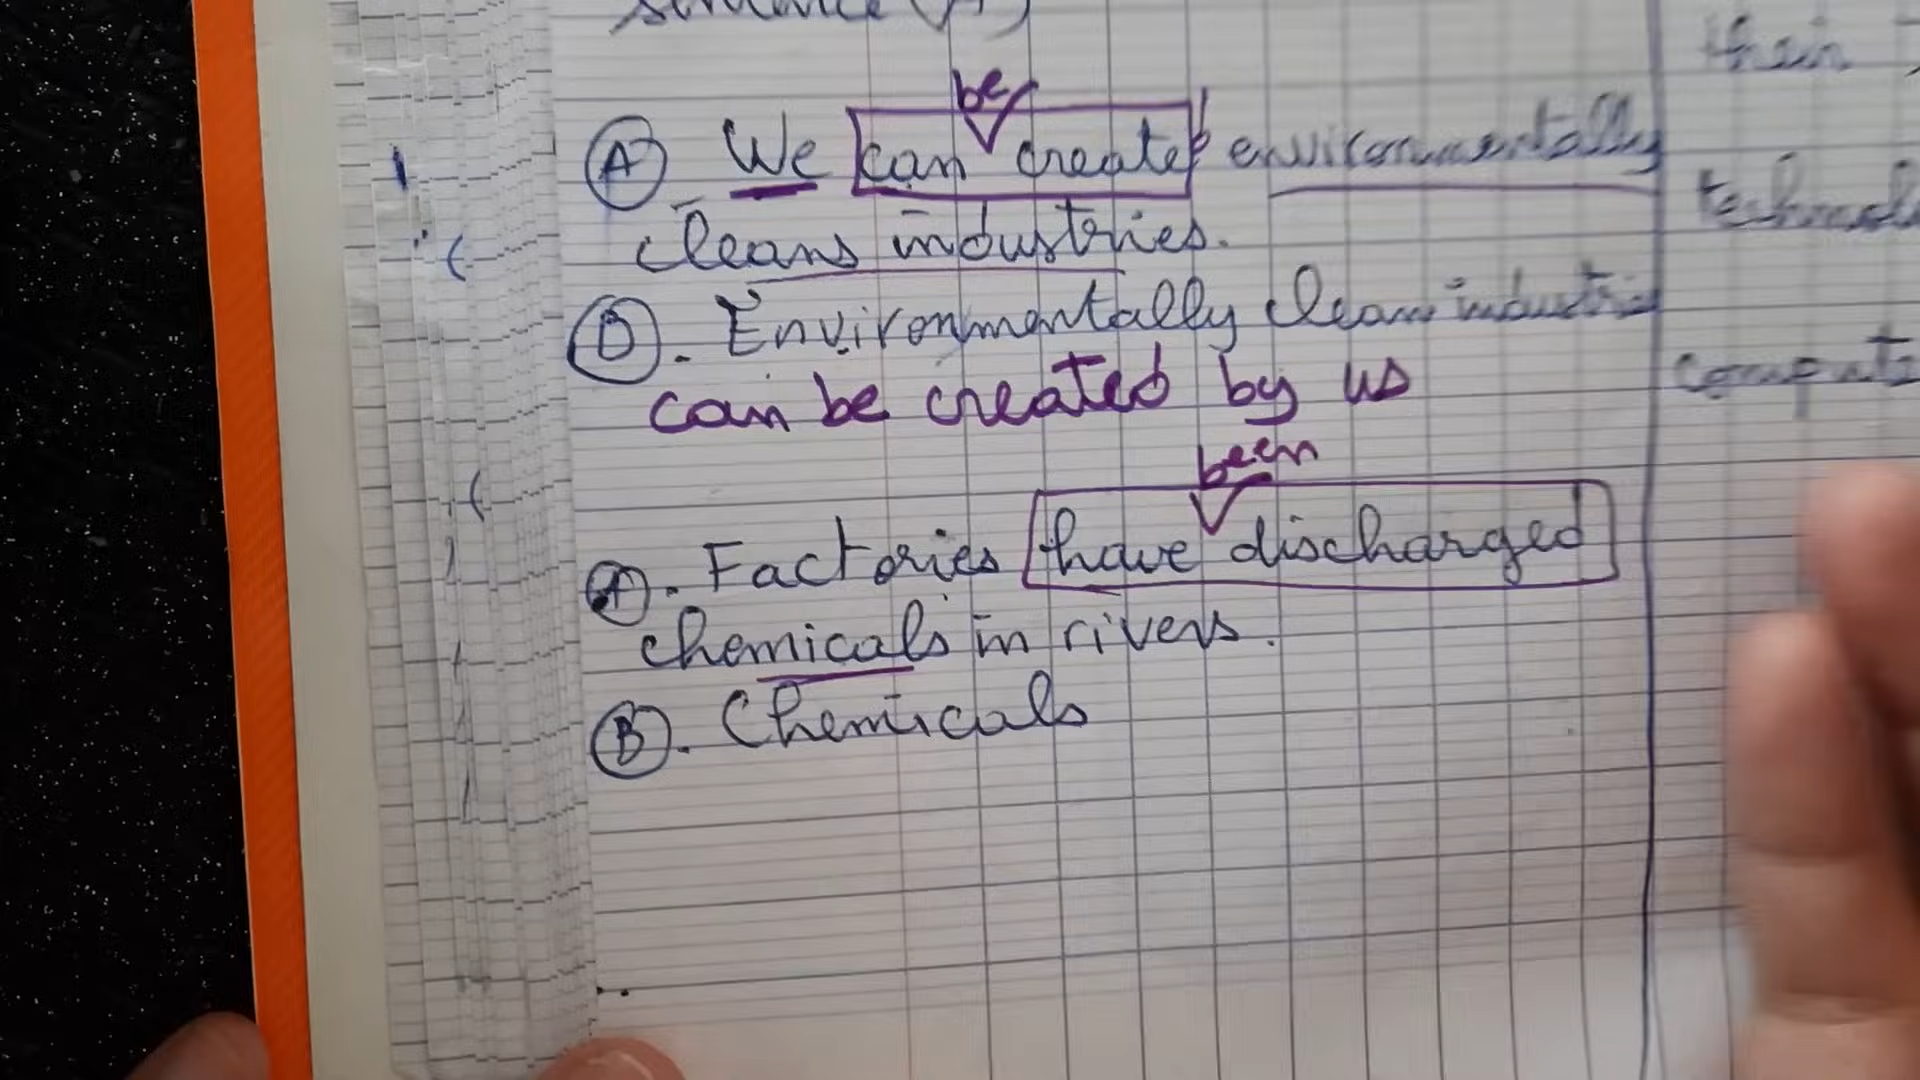 sentence (A)
be
A We can create d environmentally
cleans industries.
B. Environmentally clean industries
can be created by us
been
A. Factories have discharged
chemicals in rivers.
B. Chemicals